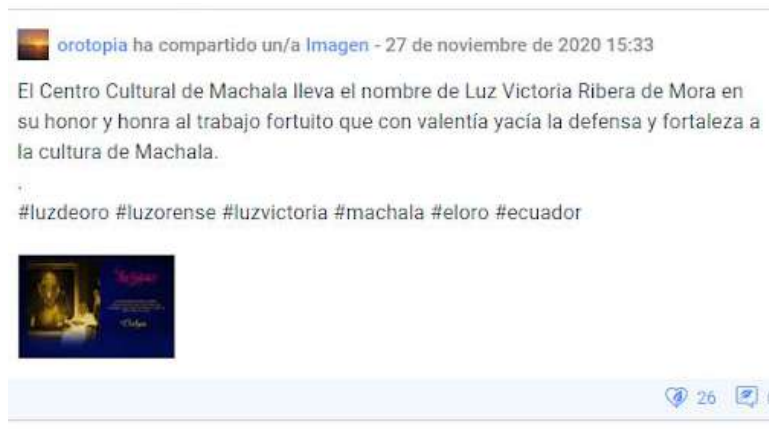 orotopia ha compartido un/a Imagen - 27 de noviembre de 2020 15:33
El Centro Cultural de Machala lleva el nombre de Luz Victoria Ribera de Mora en
su honor y honra al trabajo fortuito que con valentía yacía la defensa y fortaleza a
la cultura de Machala.
.
#luzdeoro #luzorense #luzvictoria #machala #eloro #ecuador
26